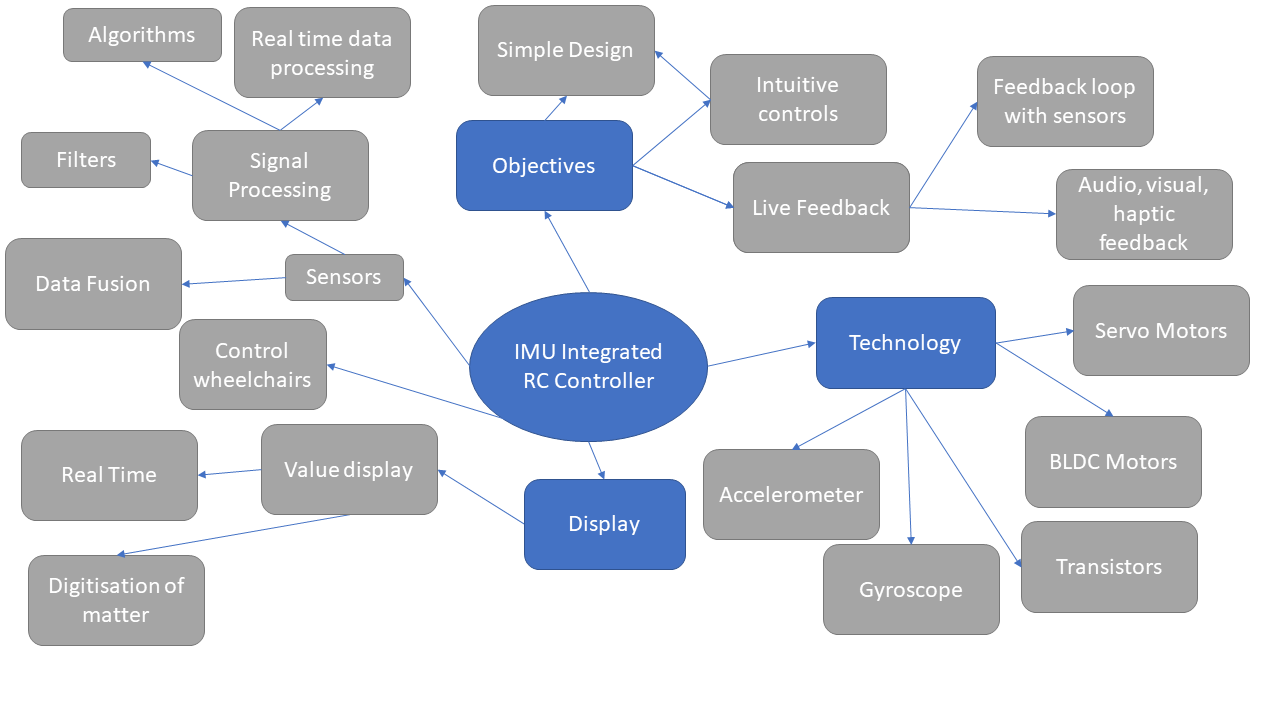 Algorithms
Real time data
processing
Simple Design
Intuitive
controls
Feedback loop
with sensors
Filters
Signal
Processing
Objectives
Live Feedback
Audio, visual,
haptic
feedback
Data Fusion
Sensors
Control
wheelchairs
IMU Integrated
RC Controller
Technology
Servo Motors
Real Time
Value display
Display
Accelerometer
BLDC Motors
Digitisation of
matter
Gyroscope
Transistors